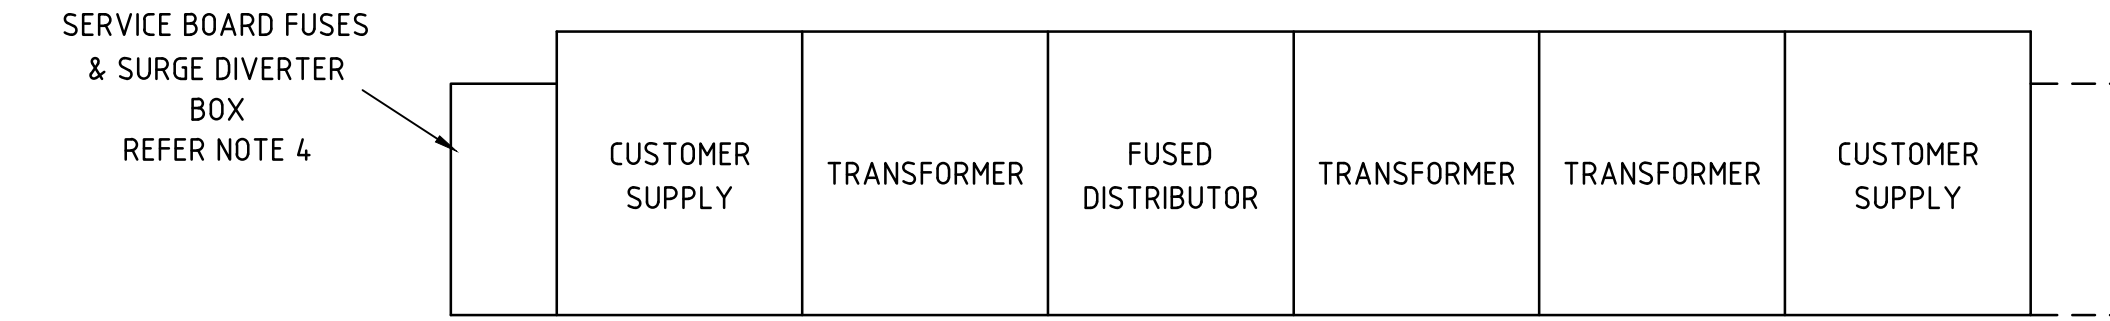 SERVICE BOARD FUSES
& SURGE DIVERTER
BOX
REFER NOTE 4
CUSTOMER
SUPPLY
TRANSFORMER
FUSED
DISTRIBUTOR
TRANSFORMER
TRANSFORMER
CUSTOMER
SUPPLY